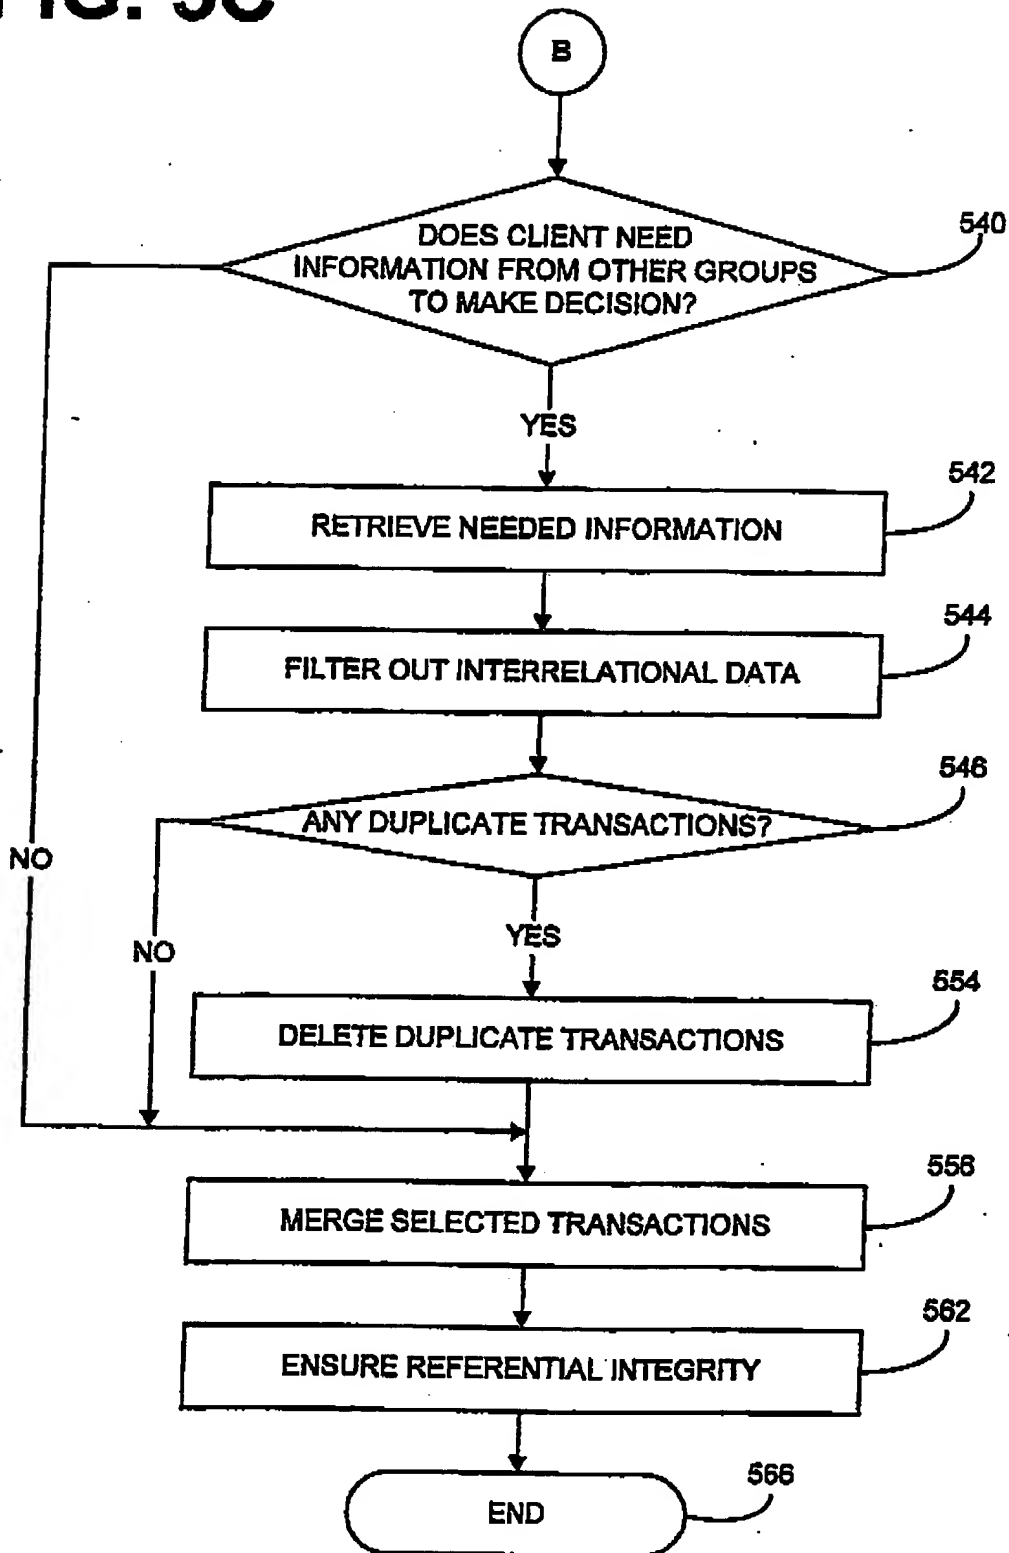 FIG. 5C
B
DOES CLIENT NEED
INFORMATION FROM OTHER GROUPS
TO MAKE DECISION?
540
YES
542
RETRIEVE NEEDED INFORMATION
544
FILTER OUT INTERRELATIONAL DATA
546
ANY DUPLICATE TRANSACTIONS?
NO
NO
YES
554
DELETE DUPLICATE TRANSACTIONS
558
MERGE SELECTED TRANSACTIONS
562
ENSURE REFERENTIAL INTEGRITY
566
END